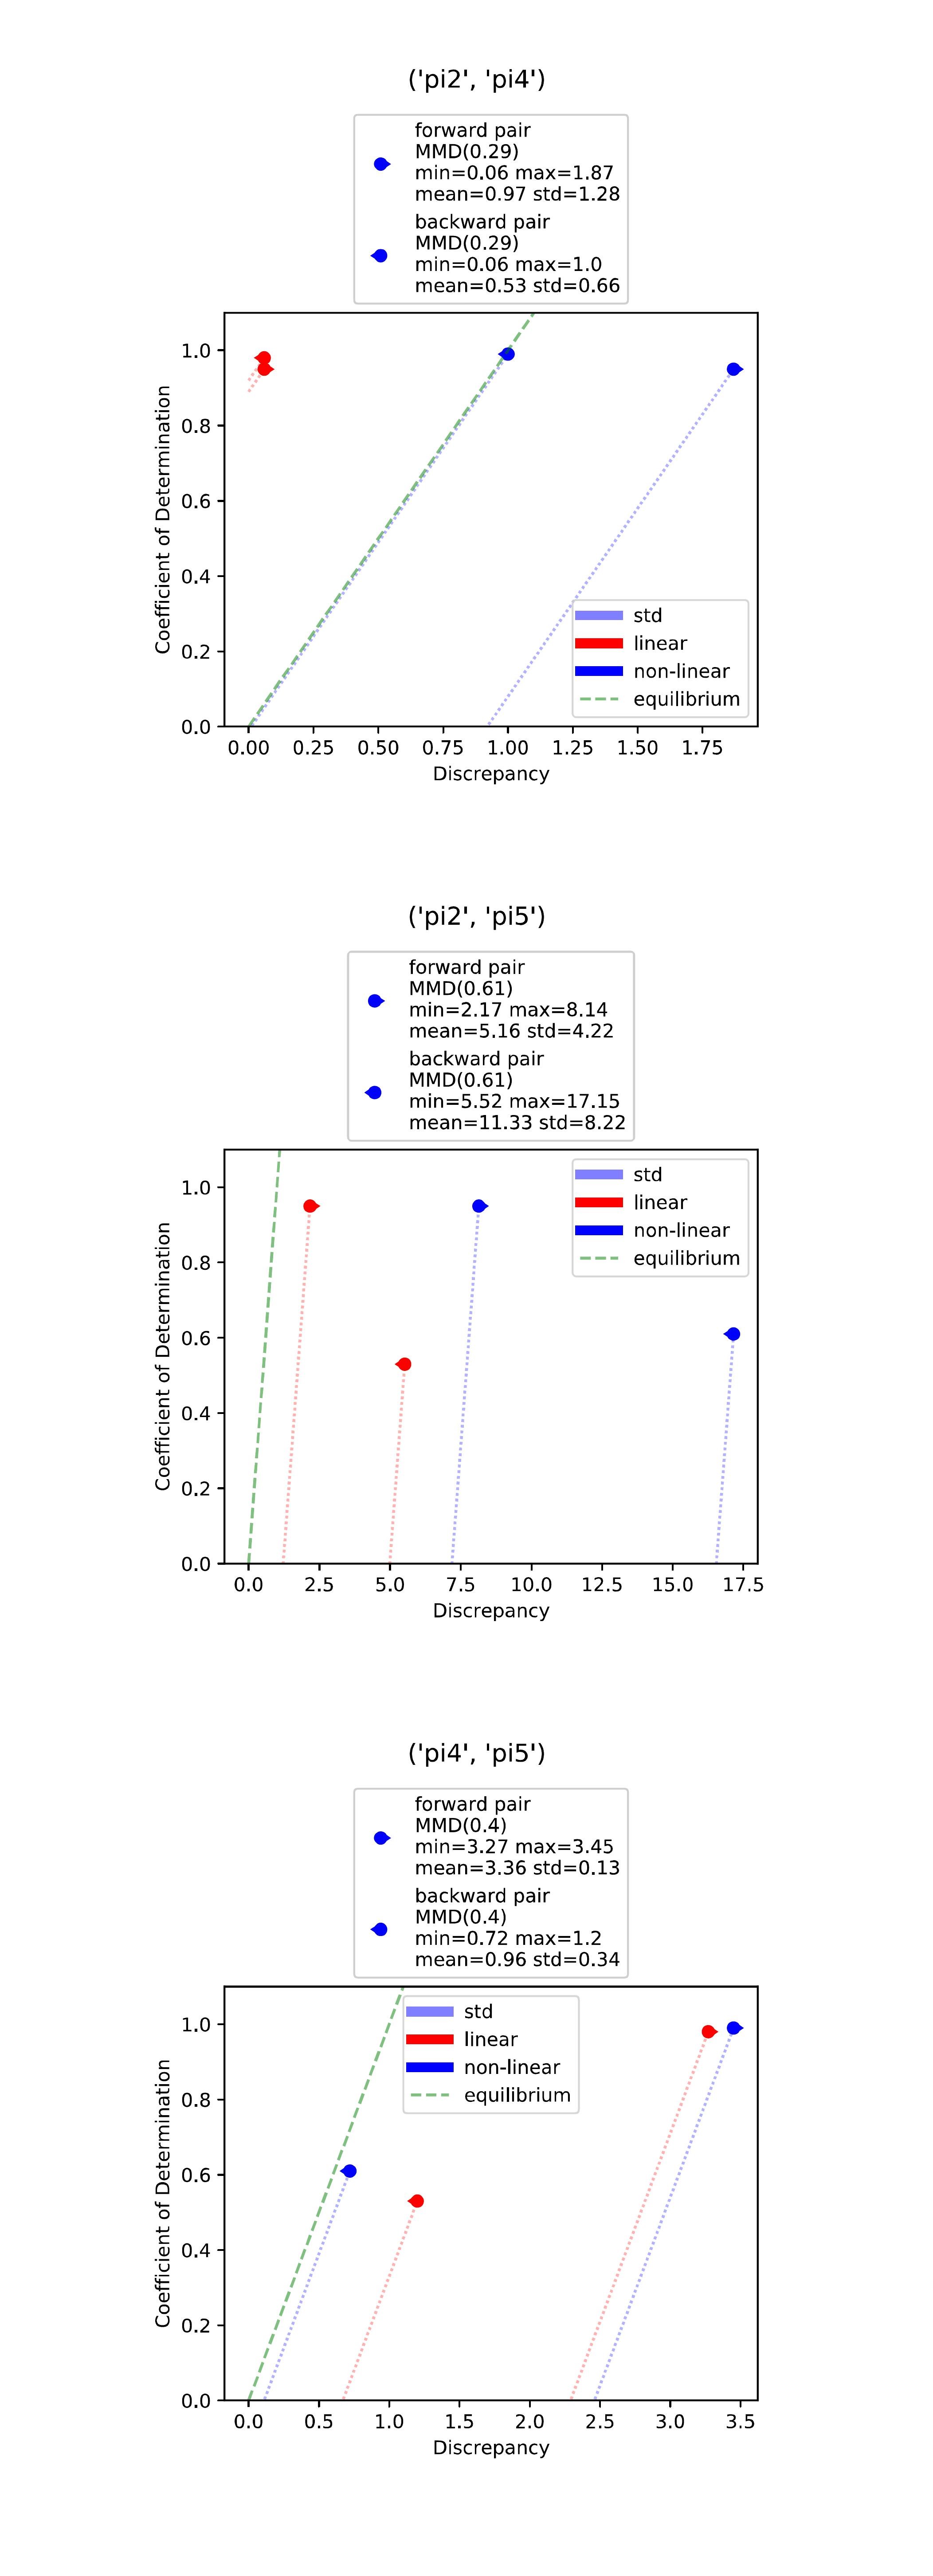 ('pi2', 'pi4')
forward pair
MMD(0.29)
min=0.06 max=1.87
mean=0.97 std=1.28
backward pair
MMD(0.29)
min=0.06 max=1.0
mean=0.53 std=0.66
Coefficient of Determination
1.0
0.8
0.6
0.4
0.2
0.0
std
linear
non-linear
equilibrium
0.00 0.25 0.50 0.75 1.00 1.25 1.50 1.75
Discrepancy
('pi2', 'pi5')
forward pair
MMD(0.61)
min=2.17 max=8.14
mean=5.16 std=4.22
backward pair
MMD(0.61)
min=5.52 max=17.15
mean=11.33 std=8.22
Coefficient of Determination
1.0
0.8
0.6
0.4
0.2
0.0
std
linear
non-linear
equilibrium
0.0 2.5 5.0 7.5 10.0 12.5 15.0 17.5
Discrepancy
('pi4', 'pi5')
forward pair
MMD(0.4)
min=3.27 max=3.45
mean=3.36 std=0.13
backward pair
MMD(0.4)
min=0.72 max=1.2
mean=0.96 std=0.34
Coefficient of Determination
1.0
0.8
0.6
0.4
0.2
0.0
std
linear
non-linear
equilibrium
0.0 0.5 1.0 1.5 2.0 2.5 3.0 3.5
Discrepancy